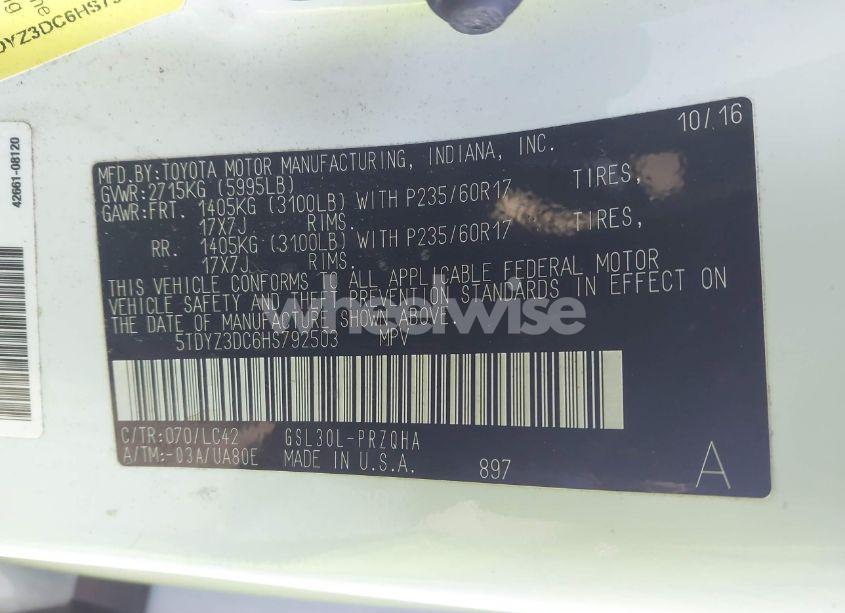 DYZ3DC6HS79
42661-08120
10/16
MFD.BY:TOYOTA MOTOR MANUFACTURING, INDIANA, INC.
GVWR:2715KG (5995LB)
GAWR:FRT. 1405KG (3100LB) WITH P235/60R17 TIRES,
17X7J RIMS.
RR. 1405KG (3100LB) WITH P235/60R17 TIRES,
17X7J RIMS.
THIS VEHICLE CONFORMS TO ALL APPLICABLE FEDERAL MOTOR
VEHICLE SAFETY AND THEFT PREVENTION STANDARDS IN EFFECT ON
THE DATE OF MANUFACTURE SHOWN ABOVE.
wheelwise
5TDYZ3DC6HS792503 MPV
C/TR:070/LC42 GSL30L-PRZQHA
A/TM:-03A/UA80E MADE IN U.S.A. 897 A